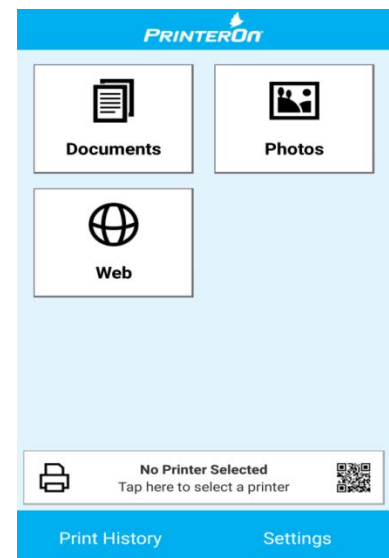 PRINTERON
Documents
Photos
Web
No Printer Selected
Tap here to select a printer
Print History
Settings